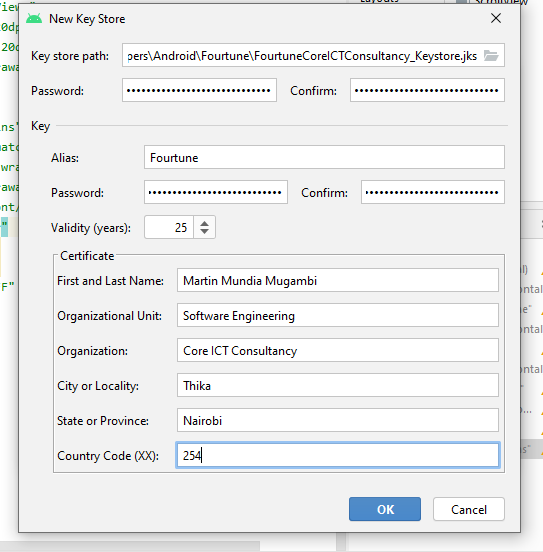 New Key Store
Key store path: pers\Android\Fourtune\FourtuneCoreICTConsultancy_Keystore.jks
Password: •••••••••••••••••••••••••• Confirm: ••••••••••••••••••••••••••
Key
Alias: Fourtune
Password: •••••••••••••••••••••••• Confirm: ••••••••••••••••••••••••
Validity (years): 25
Certificate
First and Last Name: Martin Mundia Mugambi
Organizational Unit: Software Engineering
Organization: Core ICT Consultancy
City or Locality: Thika
State or Province: Nairobi
Country Code (XX): 254
OK Cancel